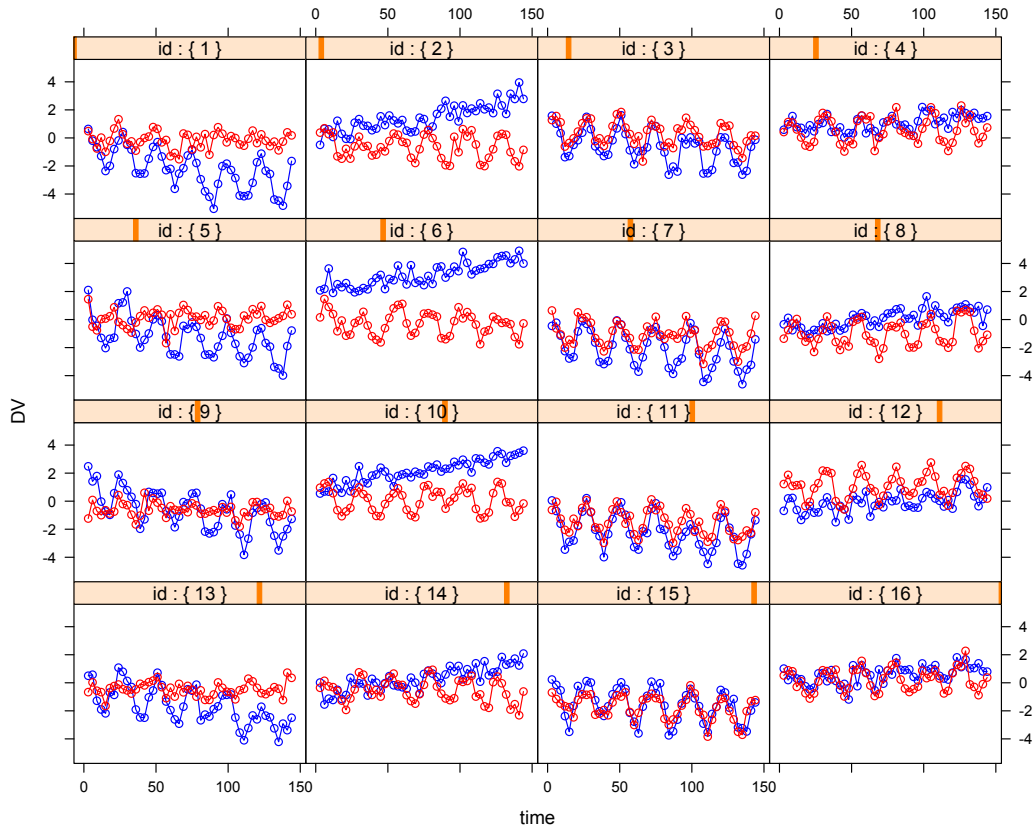 0 50 100 150 0 50 100 150
id : { 1 } id : { 2 } id : { 3 } id : { 4 }
4
2
0
-2
-4
id : { 5 } id : { 6 } id : { 7 } id : { 8 }
4
2
0
-2
-4
id : { 9 } id : { 10 } id : { 11 } id : { 12 }
4
2
0
-2
-4
id : { 13 } id : { 14 } id : { 15 } id : { 16 }
4
2
0
-2
-4
DV
0 50 100 150 0 50 100 150
time